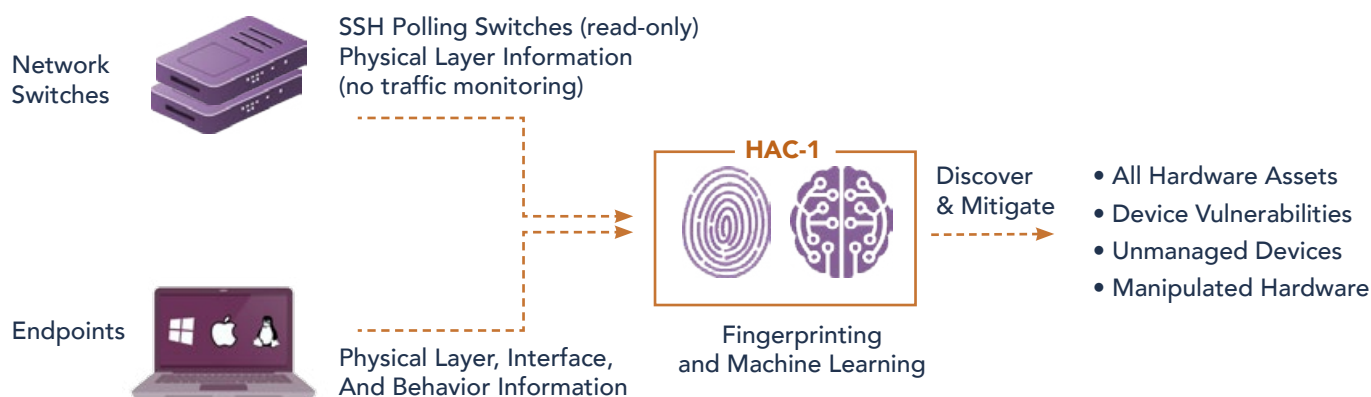 Network
Switches
SSH Polling Switches (read-only)
Physical Layer Information
(no traffic monitoring)
HAC-1
Discover
& Mitigate
• All Hardware Assets
• Device Vulnerabilities
• Unmanaged Devices
• Manipulated Hardware
Endpoints
Physical Layer, Interface,
And Behavior Information
Fingerprinting
and Machine Learning